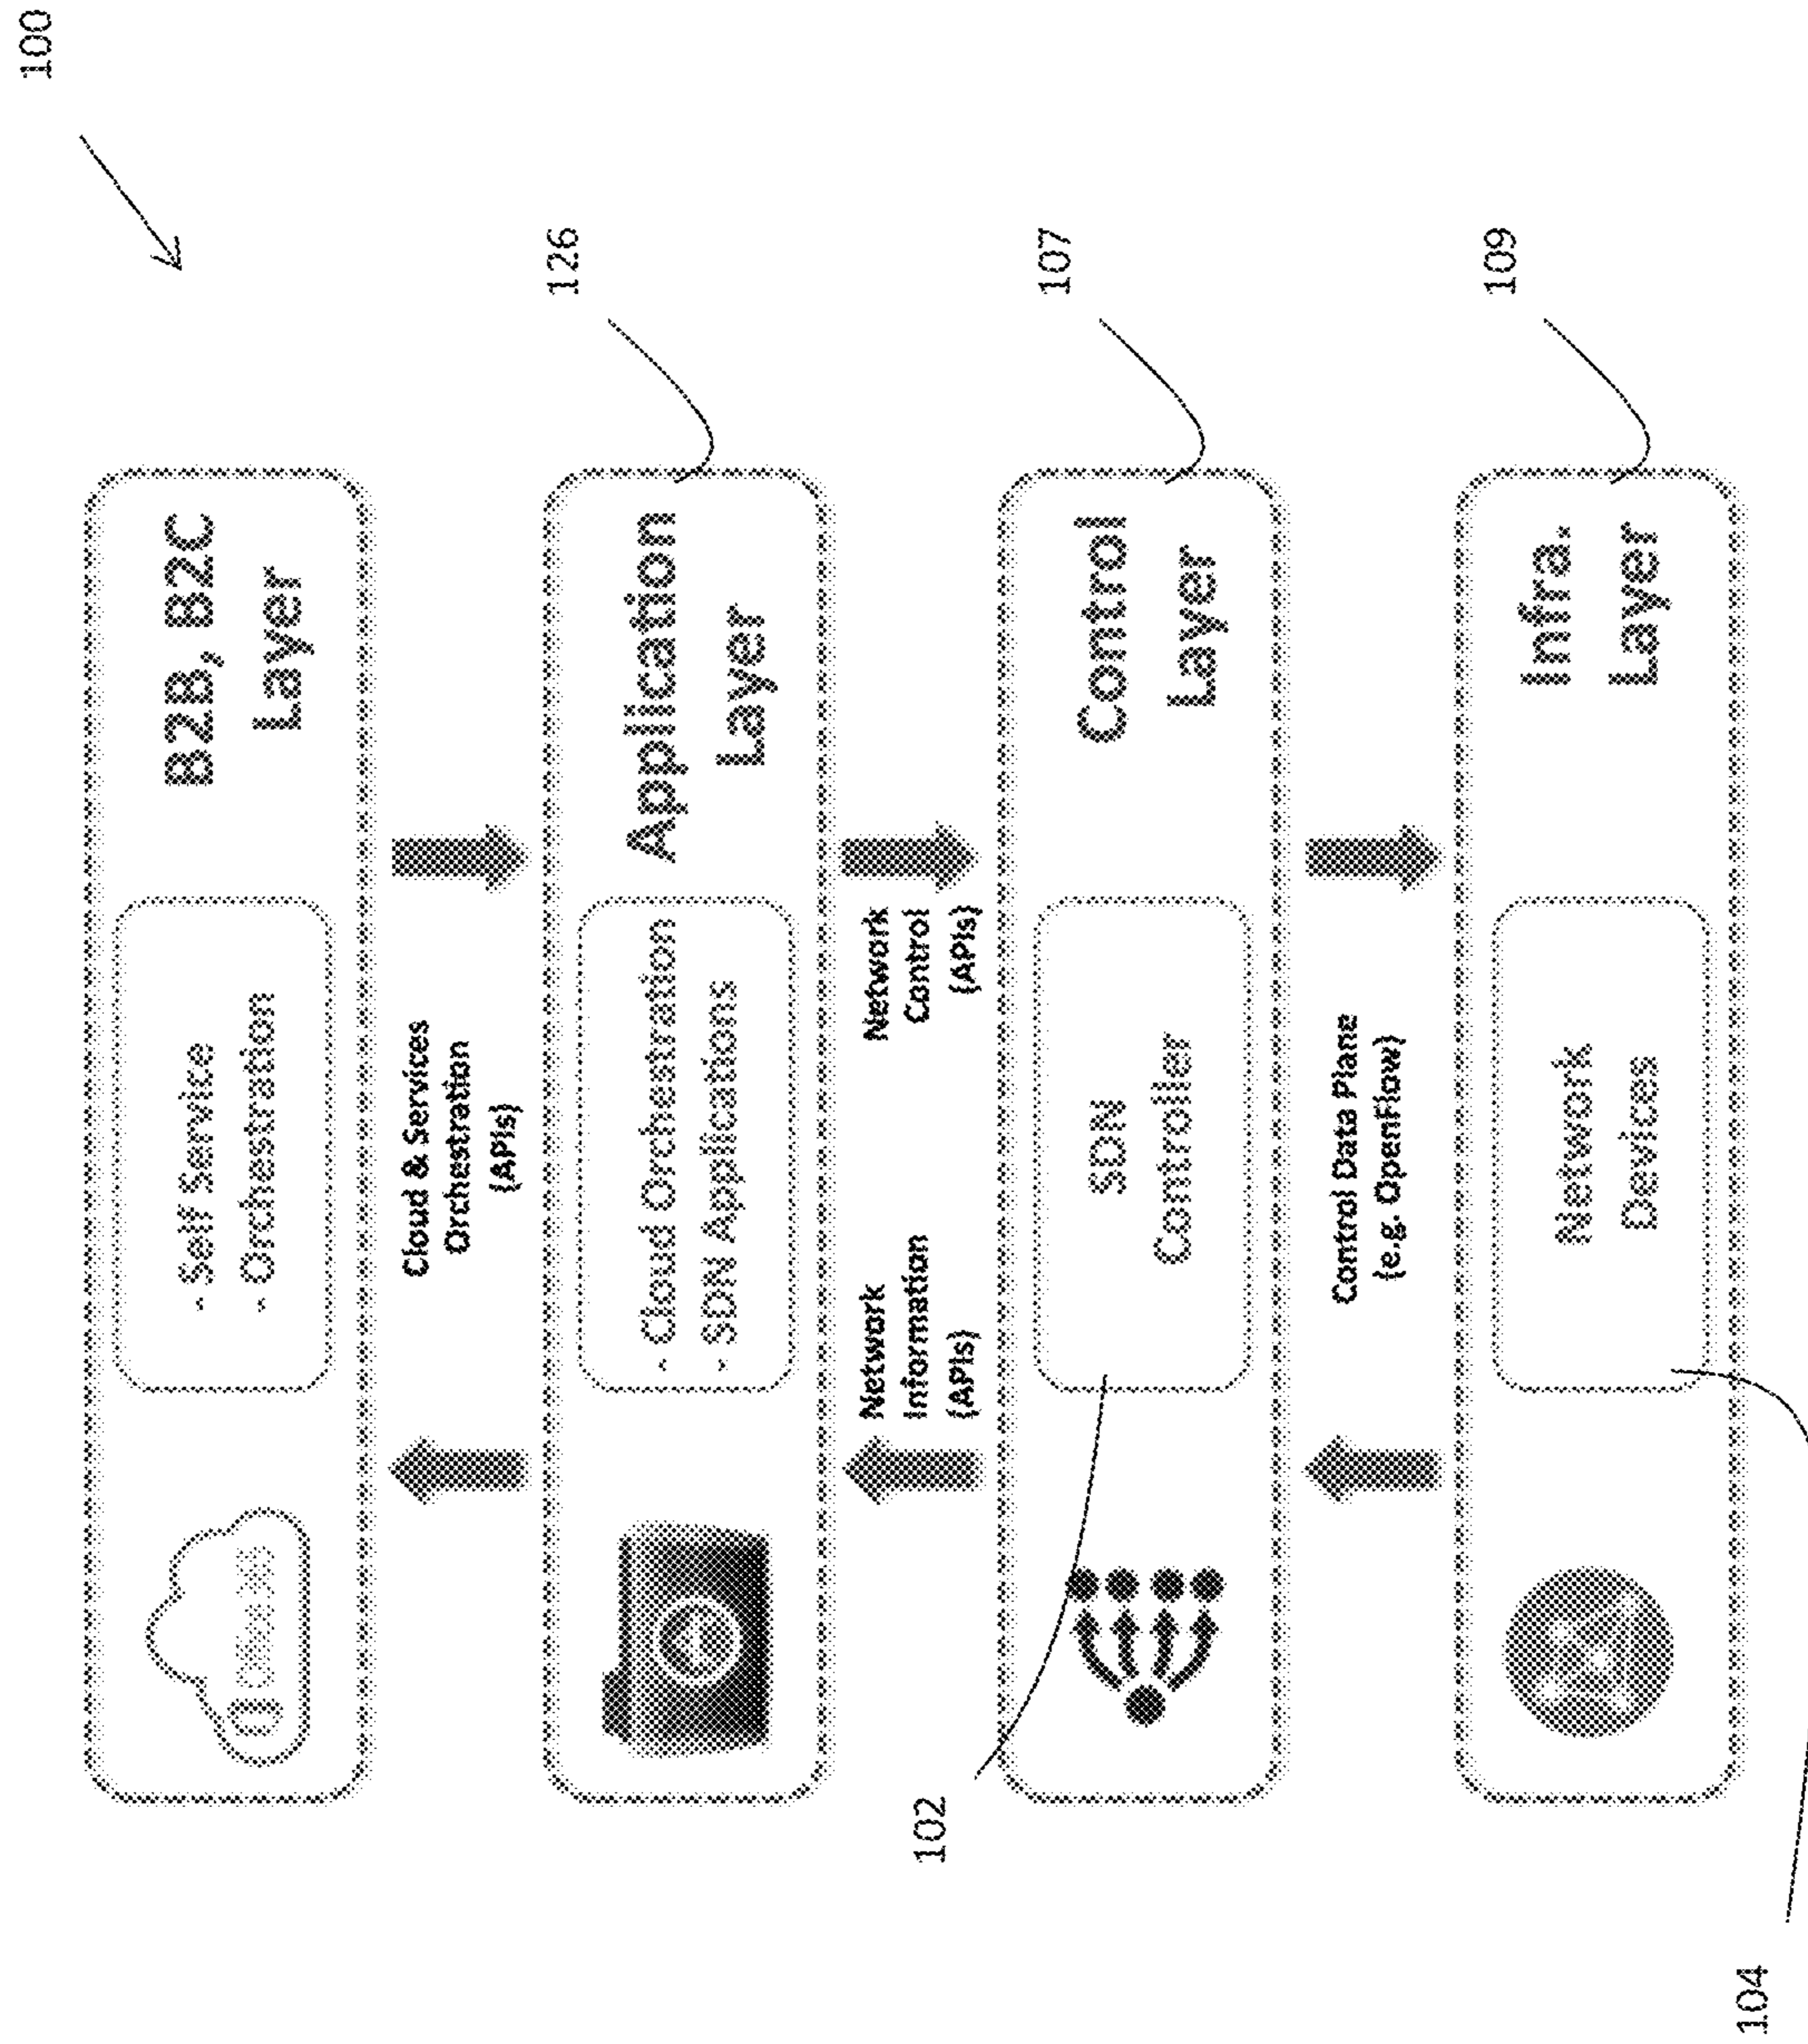 100
B2B, B2C
Layer
- Self Service
- Orchestration
Office 365
Cloud & Services
Orchestration
(APIs)
126
Application
Layer
- Cloud Orchestration
- SDN Applications
Network
Control
(APIs)
Network
Information
(APIs)
107
Control
Layer
SDN
Controller
102
Control Data Plane
(e.g. OpenFlow)
109
Infra.
Layer
Network
Devices
104